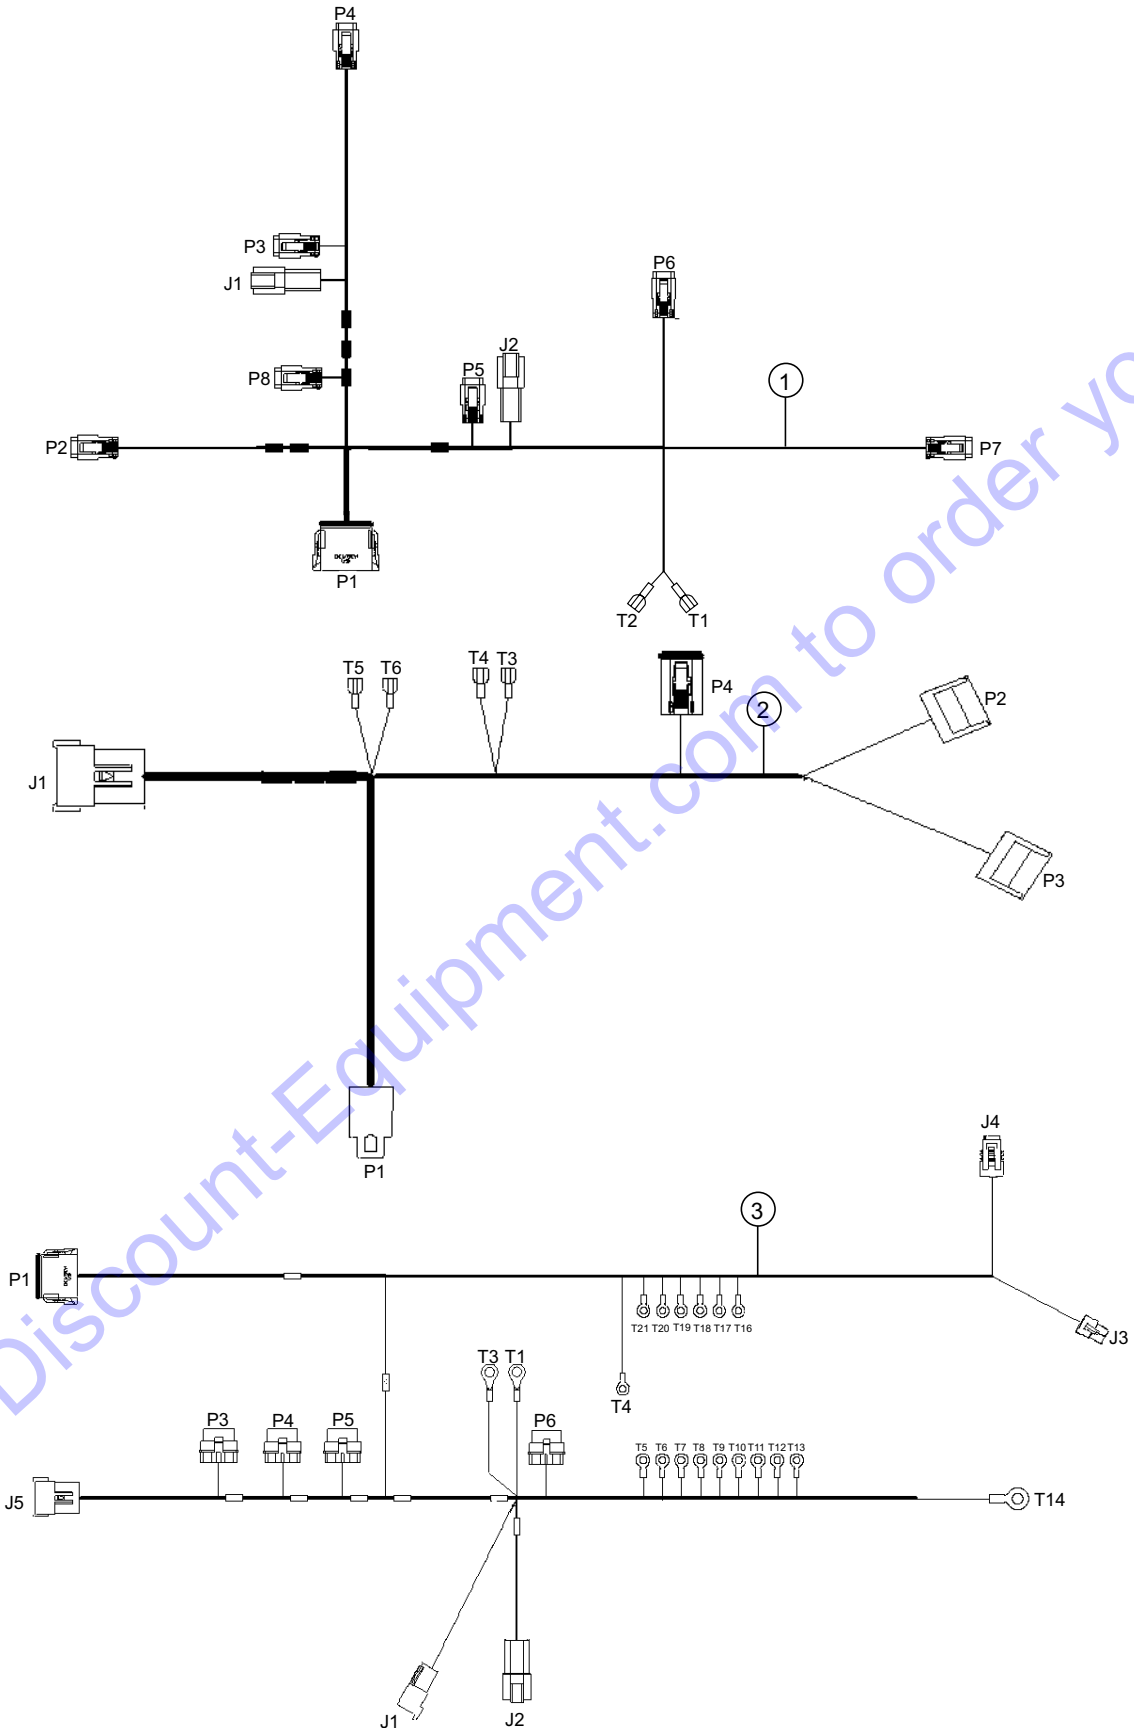 P4
P3
J1
P6
J2
P5
P8
1
P2
P7
P1
T2
T1
T5
T6
T4
T3
P4
P2
2
J1
P3
P1
J4
3
P1
T21
T20
T19
T18
T17
T16
J3
T3
T1
T4
P3
P4
P5
P6
T5
T6
T7
T8
T9
T10
T11
T12
T13
J5
T14
J1
J2
Discount-Equipment.com to order yo